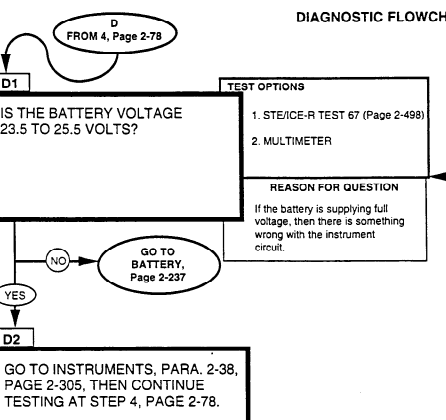 DIAGNOSTIC FLOWCH
D
FROM 4, Page 2-78
D1
IS THE BATTERY VOLTAGE
23.5 TO 25.5 VOLTS?
TEST OPTIONS
1. STE/ICE-R TEST 67 (Page 2-498)
2. MULTIMETER
REASON FOR QUESTION
If the battery is supplying full
voltage, then there is something
wrong with the instrument
circuit.
NO
GO TO
BATTERY,
Page 2-237
YES
D2
GO TO INSTRUMENTS, PARA. 2-38,
PAGE 2-305, THEN CONTINUE
TESTING AT STEP 4, PAGE 2-78.